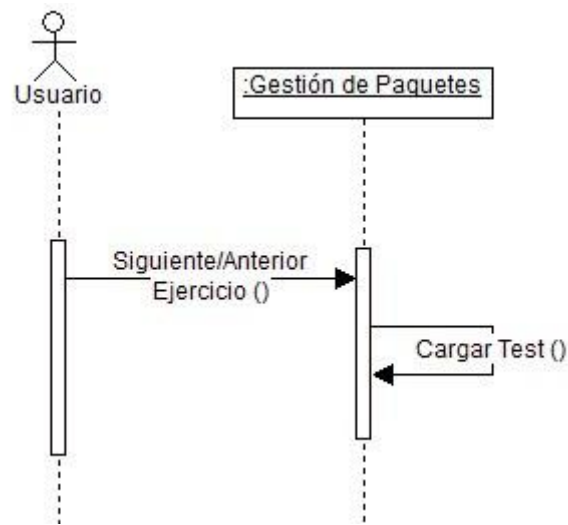 Usuario
:Gestión de Paquetes
Siguiente/Anterior
Ejercicio ()
Cargar Test ()